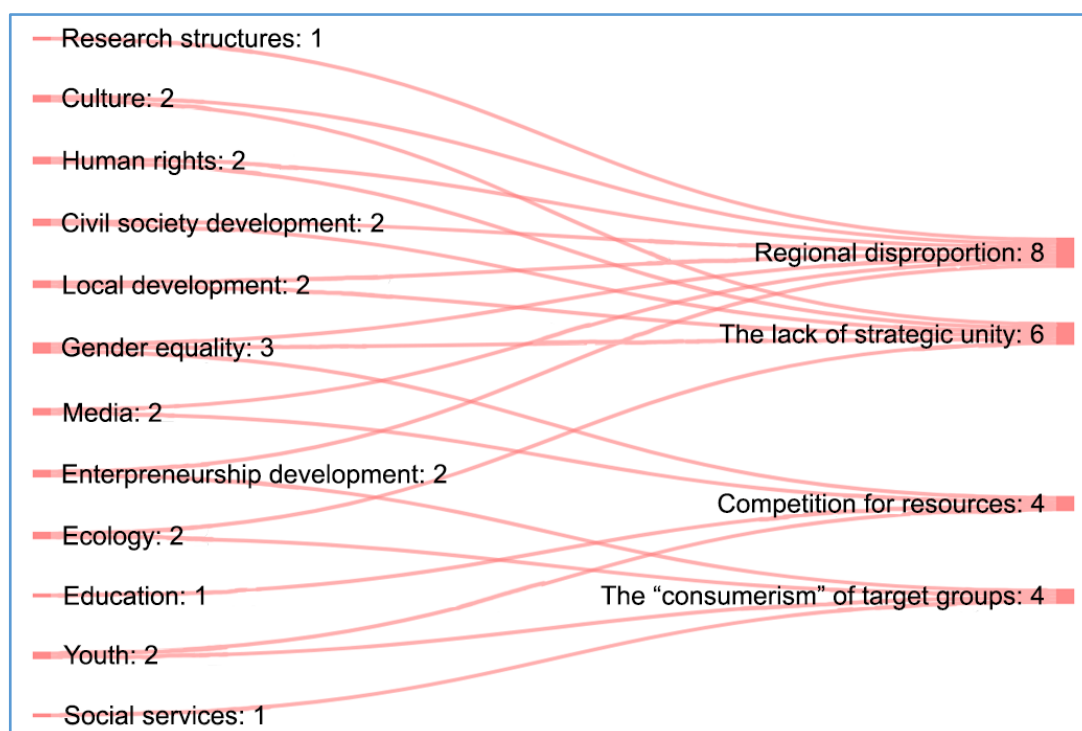 Research structures: 1
Culture: 2
Human rights: 2
Civil society development: 2
Local development: 2
Gender equality: 3
Media: 2
Enterpreneurship development: 2
Ecology: 2
Education: 1
Youth: 2
Social services: 1
Regional disproportion: 8
The lack of strategic unity: 6
Competition for resources: 4
The “consumerism” of target groups: 4